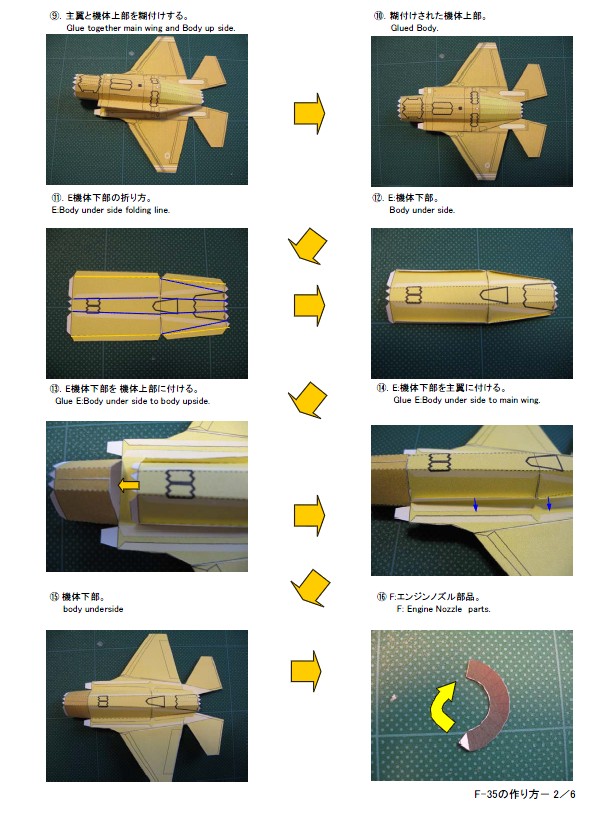 ⑨. 主翼と機体上部を糊付けする。
Glue together main wing and Body up side.
⑩. 糊付けされた機体上部。
Glued Body.
⑪. E機体下部の折り方。
E:Body under side folding line.
⑫. E:機体下部。
Body under side.
⑬. E機体下部を 機体上部に付ける。
Glue E:Body under side to body upside.
⑭. E:機体下部を主翼に付ける。
Glue E:Body under side to main wing.
⑮ 機体下部。
body underside
⑯ F:エンジンノズル部品。
F: Engine Nozzle parts.
F-35の作り方ー 2/6